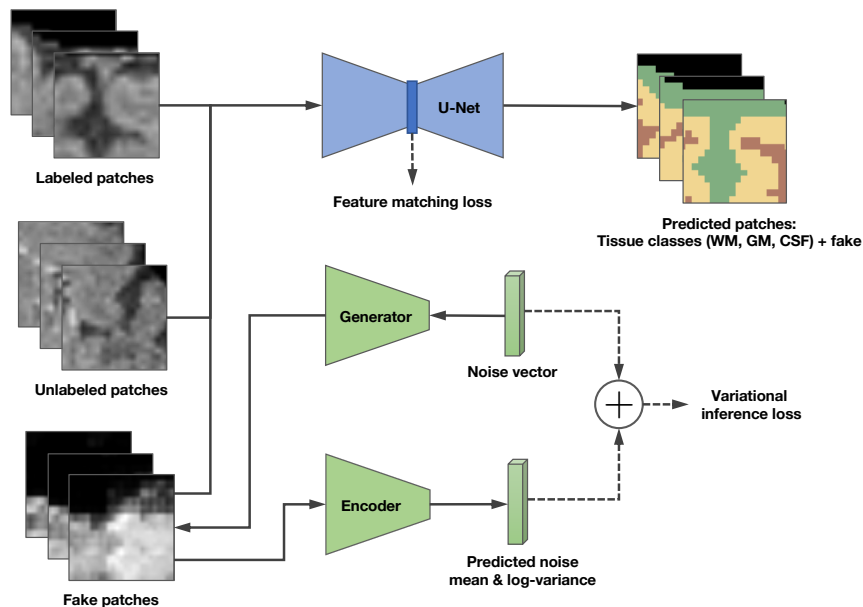 U-Net
Labeled patches
Feature matching loss
Predicted patches:
Tissue classes (WM, GM, CSF) + fake
Generator
Unlabeled patches
Noise vector
Variational
inference loss
Encoder
Predicted noise
mean & log-variance
Fake patches